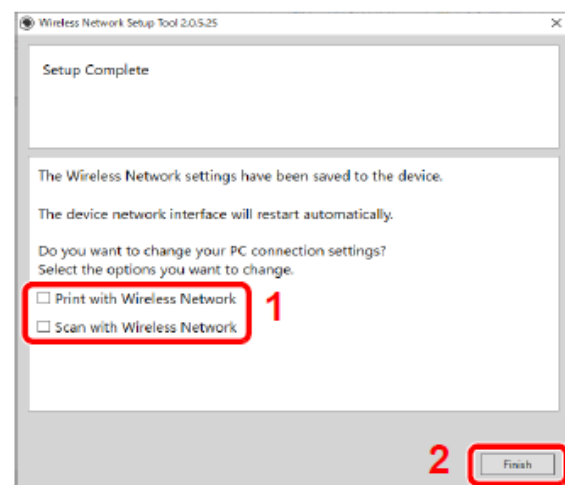 Wireless Network Setup Tool 2.0.5.25
Setup Complete
The Wireless Network settings have been saved to the device.
The device network interface will restart automatically.
Do you want to change your PC connection settings?
Select the options you want to change.
Print with Wireless Network 1
Scan with Wireless Network
2 Finish